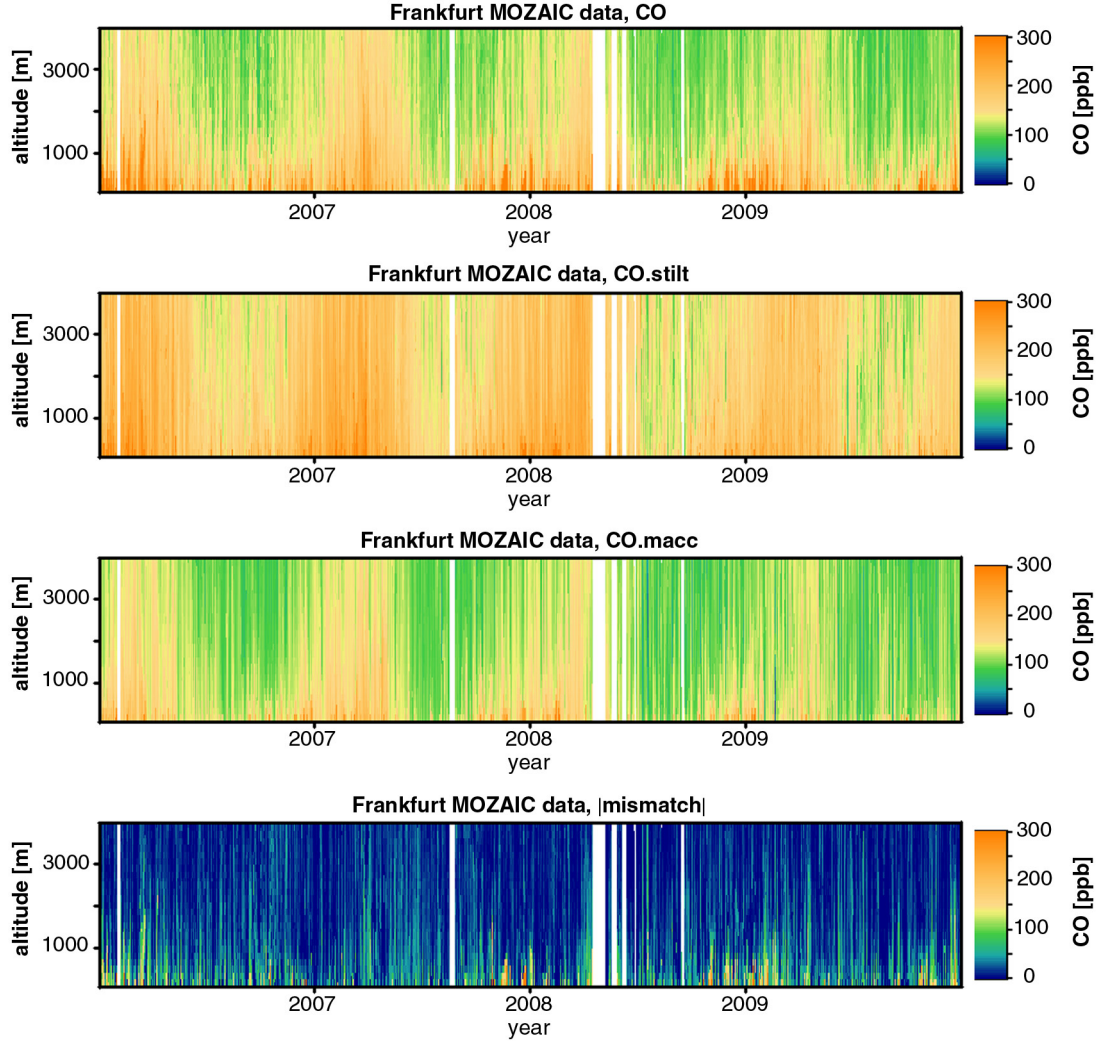 Frankfurt MOZAIC data, CO
altitude [m]
3000
1000
2007 2008 2009
year
300
200
100
0
CO [ppb]
Frankfurt MOZAIC data, CO.stilt
altitude [m]
3000
1000
2007 2008 2009
year
300
200
100
0
CO [ppb]
Frankfurt MOZAIC data, CO.macc
altitude [m]
3000
1000
2007 2008 2009
year
300
200
100
0
CO [ppb]
Frankfurt MOZAIC data, |mismatch|
altitude [m]
3000
1000
2007 2008 2009
year
300
200
100
0
CO [ppb]